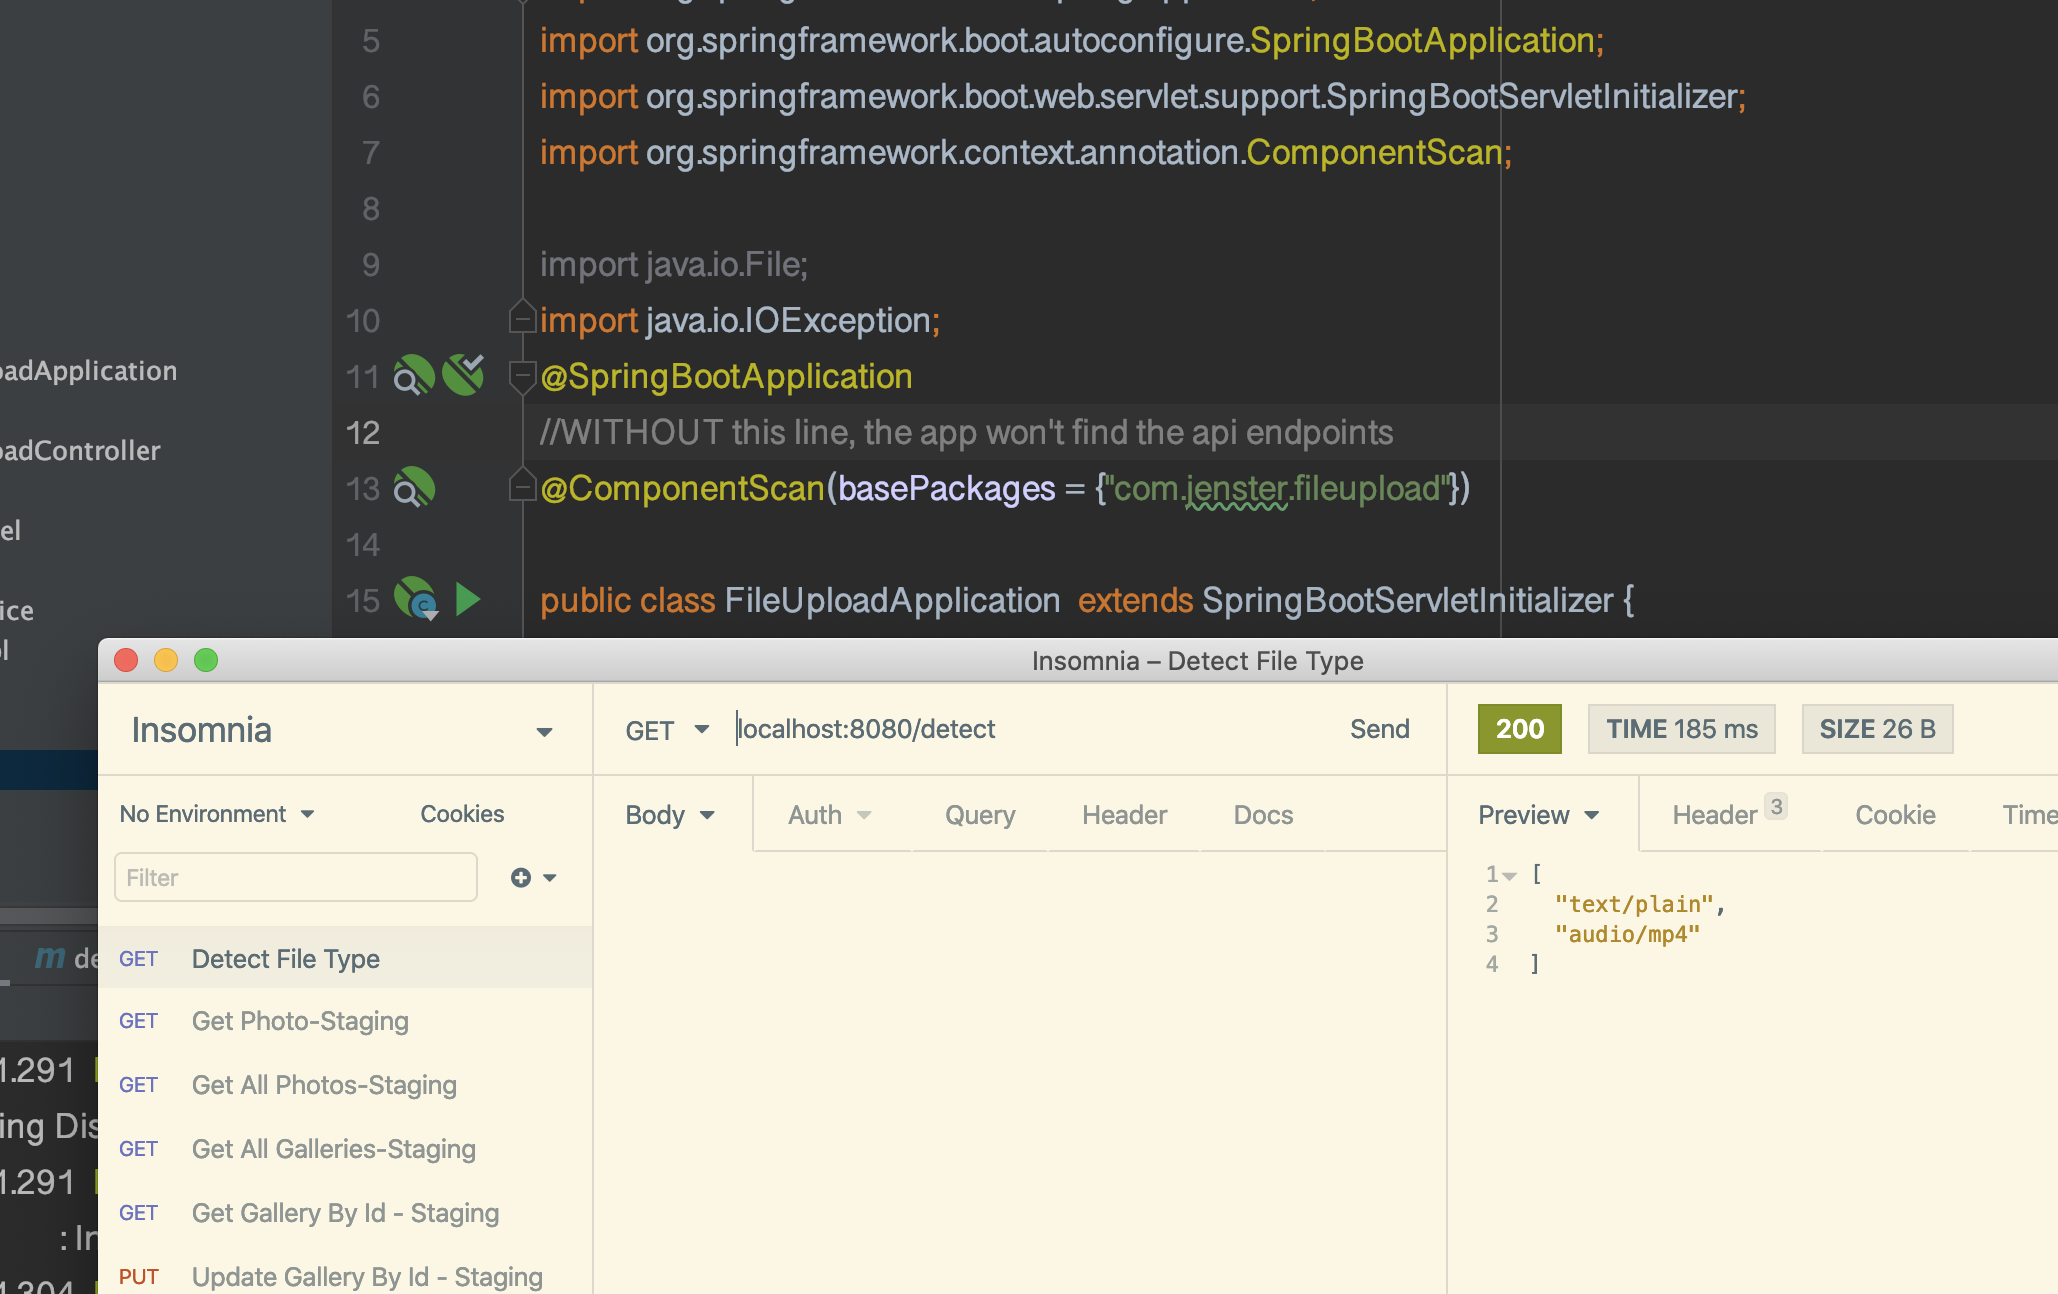 5 import org.springframework.boot.autoconfigure.SpringBootApplication;
6 import org.springframework.boot.web.servlet.support.SpringBootServletInitializer;
7 import org.springframework.context.annotation.ComponentScan;
8
9 import java.io.File;
10 import java.io.IOException;
11 @SpringBootApplication
12 //WITHOUT this line, the app won't find the api endpoints
13 @ComponentScan(basePackages = {"com.jenster.fileupload"})
14
15 public class FileUploadApplication extends SpringBootServletInitializer {
oadApplication
oadController
el
ice
ol
m de
1.291
ing Dis
1.291
: In
1.304
Insomnia – Detect File Type
Insomnia
GET localhost:8080/detect Send
200 TIME 185 ms SIZE 26 B
No Environment Cookies
Body Auth Query Header Docs
Preview Header 3 Cookie Time
Filter
GET Detect File Type
GET Get Photo-Staging
GET Get All Photos-Staging
GET Get All Galleries-Staging
GET Get Gallery By Id - Staging
PUT Update Gallery By Id - Staging
1 [
2 "text/plain",
3 "audio/mp4"
4 ]